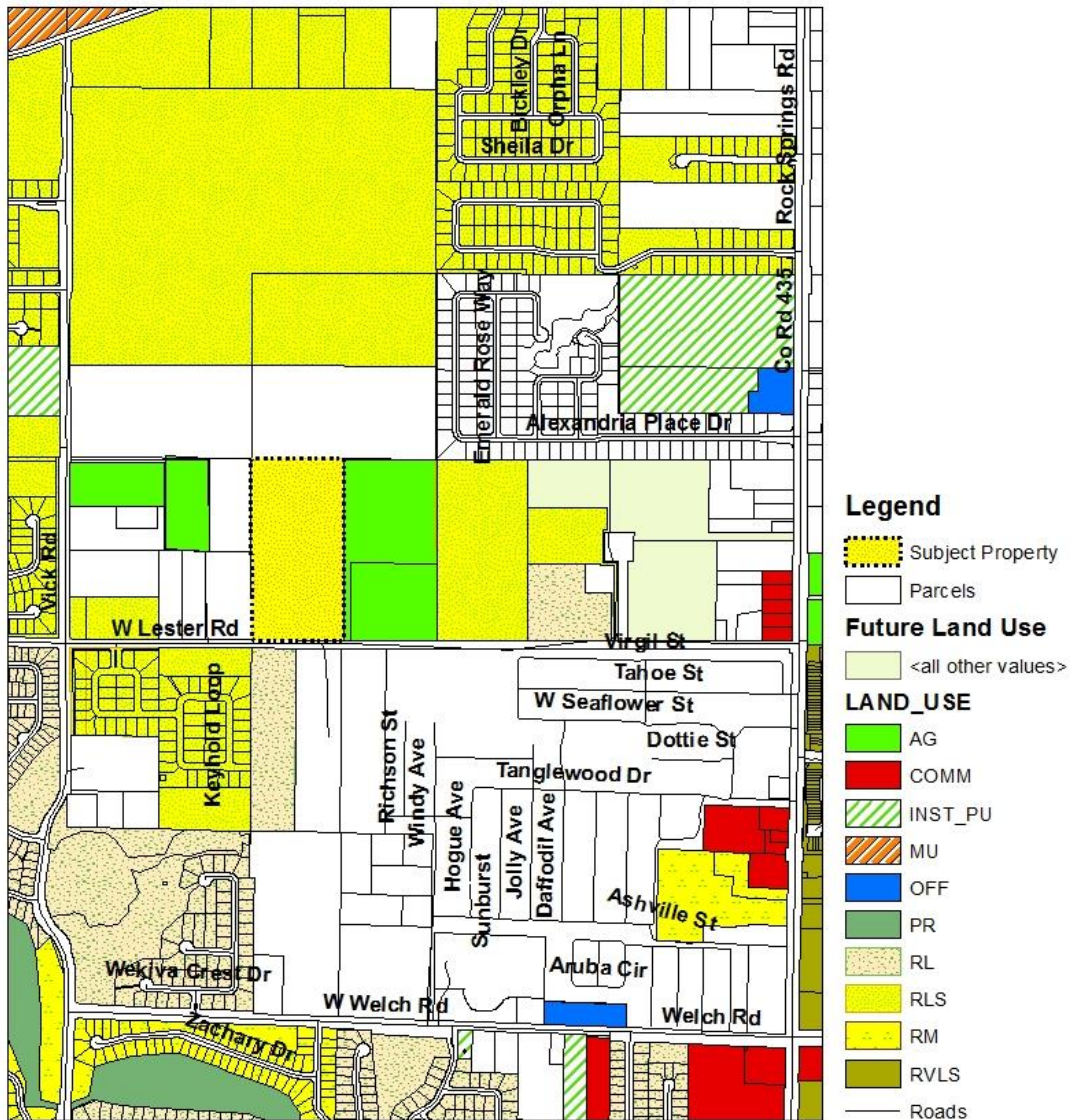 Bickley Dr
Orpha Ln
Rock Springs Rd
Sheila Dr
Emerald Rose Way
Co Rd 435
Alexandria Place Dr
Vick Rd
W Lester Rd
Virgil St
Tahoe St
W Seaflower St
Dottie St
Keyhold Loop
Richson St
Windy Ave
Tanglewood Dr
Hogue Ave
Sunburst
Jolly Ave
Daffodil Ave
Ashville St
Wekiva Crest Dr
Aruba Cir
W Welch Rd
Welch Rd
Zachary Dr
Legend
Subject Property
Parcels
Future Land Use
<all other values>
LAND_USE
AG
COMM
INST_PU
MU
OFF
PR
RL
RLS
RM
RVLS
Roads